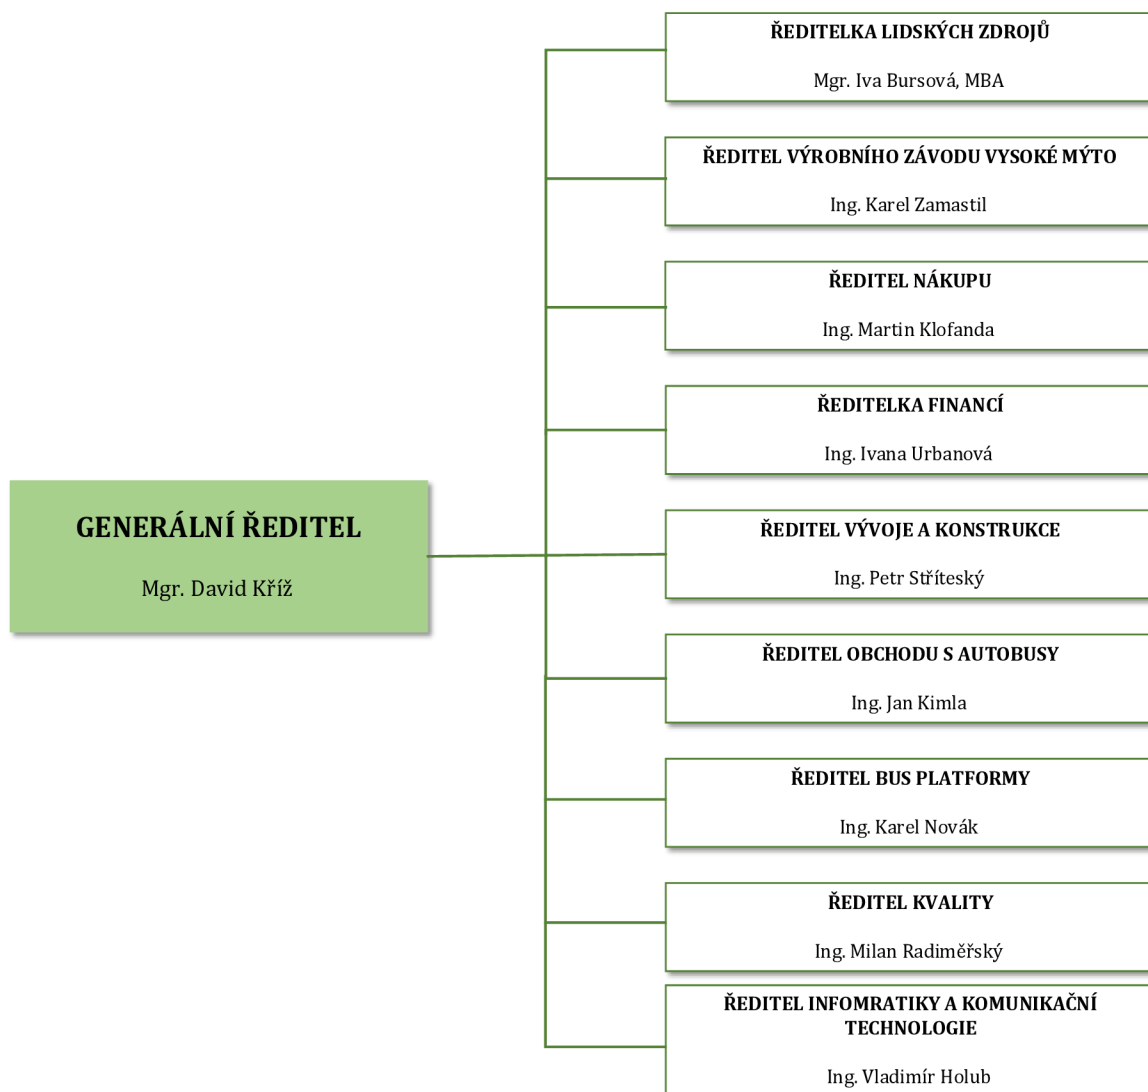 ŘEDITELKA LIDSKÝCH ZDROJŮ
Mgr. Iva Bursová, MBA
ŘEDITEL VÝROBNÍHO ZÁVODU VYSOKÉ MÝTO
Ing. Karel Zamastil
ŘEDITEL NÁKUPU
Ing. Martin Klofanda
ŘEDITELKA FINANCÍ
Ing. Ivana Urbanová
GENERÁLNÍ ŘEDITEL
Mgr. David Kříž
ŘEDITEL VÝVOJE A KONSTRUKCE
Ing. Petr Stříteský
ŘEDITEL OBCHODU S AUTOBUSY
Ing. Jan Kimla
ŘEDITEL BUS PLATFORMY
Ing. Karel Novák
ŘEDITEL KVALITY
Ing. Milan Radiměřský
ŘEDITEL INFOMRATIKY A KOMUNIKAČNÍ
TECHNOLOGIE
Ing. Vladimír Holub